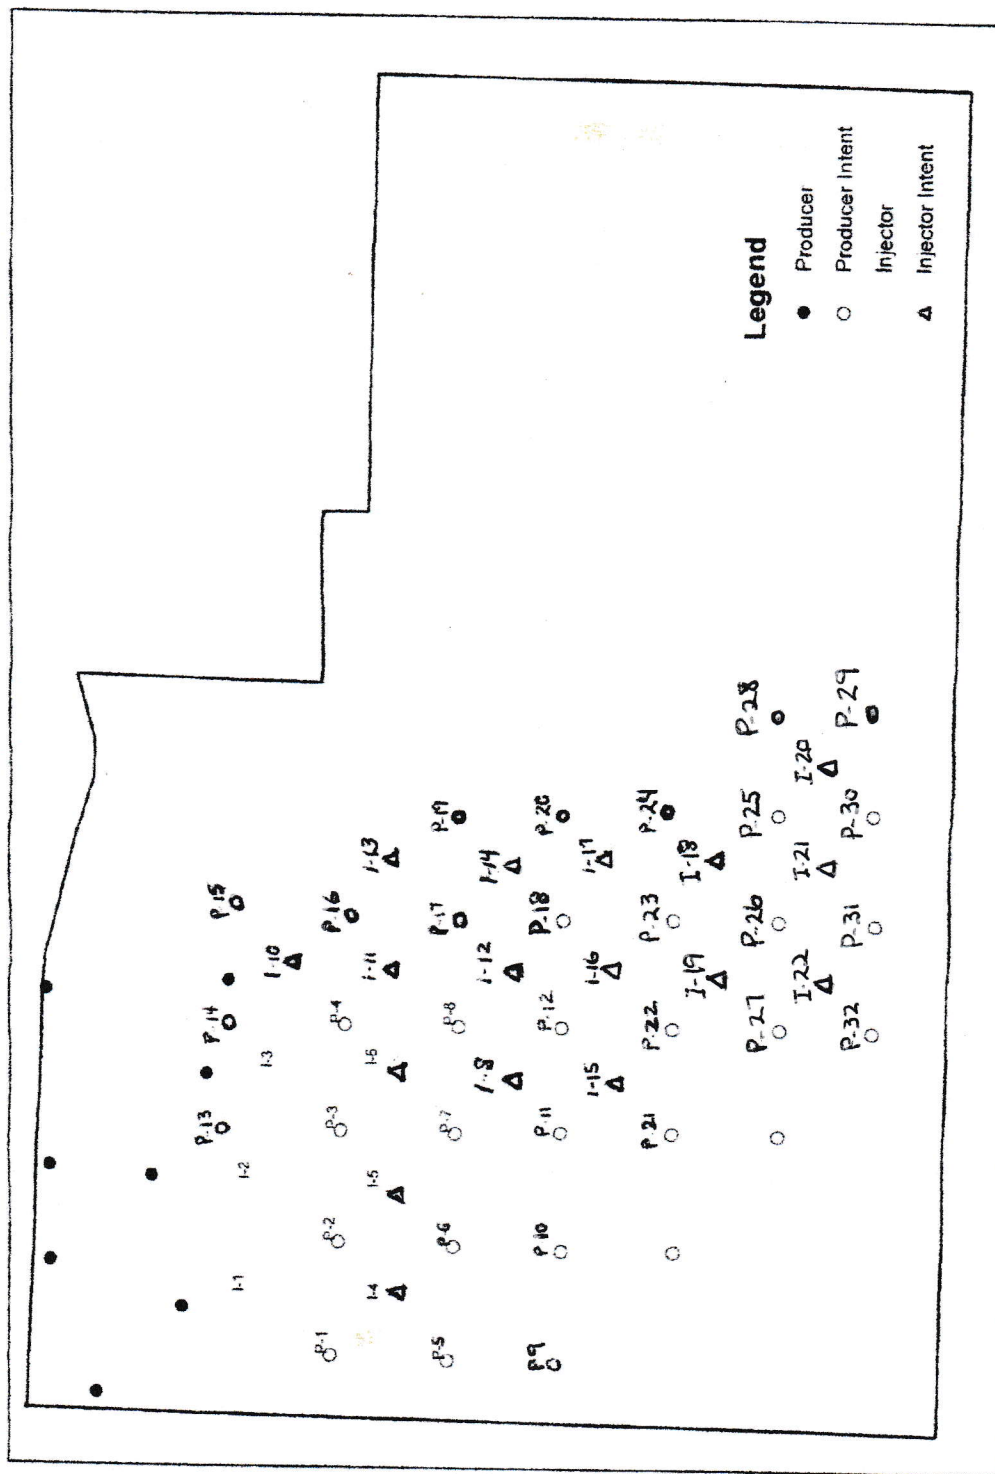 P-13
P-14
P-15
I-1
I-2
I-3
I-10
P-1
P-2
P-3
P-4
P-16
I-4
I-5
I-6
I-11
I-13
P-5
P-6
P-7
P-8
P-17
P-19
I-8
I-12
I-14
P-9
P-10
P-11
P-12
P-18
P-20
I-15
I-16
I-17
P-21
P-22
P-23
P-24
I-19
I-18
P-27
P-26
P-25
P-28
I-22
I-21
I-20
P-32
P-31
P-30
P-29
Legend
Producer
Producer Intent
Injector
Injector Intent